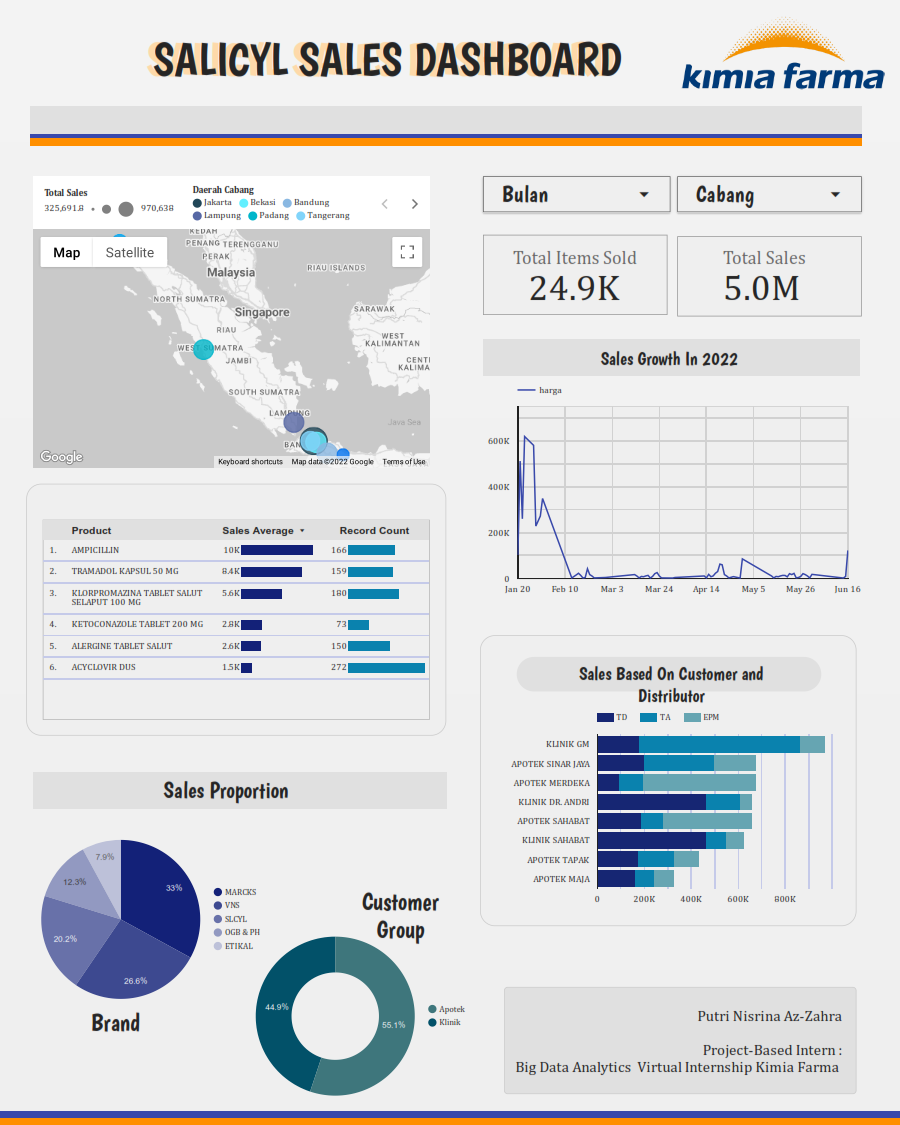 SALICYL SALES DASHBOARD
kimia farma
Total Sales
325,691.8
970,638
Daerah Cabang
Jakarta Bekasi Bandung
Lampung Padang Tangerang
Map Satellite
KEDAH
PENANG TERENGGANU
PERAK
Malaysia
RIAU ISLANDS
NORTH SUMATRA
Singapore
SARAWAK
RIAU
WEST KALIMANTAN
WEST SUMATRA
JAMBI
CENT
KALIMA
SOUTH SUMATRA
LAMPUNG
Java Sea
BAN
Google
Keyboard shortcuts Map data ©2022 Google Terms of Use
Bulan
Cabang
Total Items Sold
24.9K
Total Sales
5.0M
Sales Growth In 2022
harga
600K
400K
200K
0
Jan 20 Feb 10 Mar 3 Mar 24 Apr 14 May 5 May 26 Jun 16
Product Sales Average Record Count
1. AMPICILLIN 10K 166
2. TRAMADOL KAPSUL 50 MG 8.4K 159
3. KLORPROMAZINA TABLET SALUT SELAPUT 100 MG 5.6K 180
4. KETOCONAZOLE TABLET 200 MG 2.8K 73
5. ALERGINE TABLET SALUT 2.6K 150
6. ACYCLOVIR DUS 1.5K 272
Sales Based On Customer and
Distributor
TD TA EPM
KLINIK GM
APOTEK SINAR JAYA
APOTEK MERDEKA
KLINIK DR. ANDRI
APOTEK SAHABAT
KLINIK SAHABAT
APOTEK TAPAK
APOTEK MAJA
0 200K 400K 600K 800K
Sales Proportion
33%
26.6%
20.2%
12.3%
7.9%
MARCKS
VNS
SLCYL
OGB & PH
ETIKAL
Brand
Customer
Group
44.9%
55.1%
Apotek
Klinik
Putri Nisrina Az-Zahra
Project-Based Intern :
Big Data Analytics Virtual Internship Kimia Farma